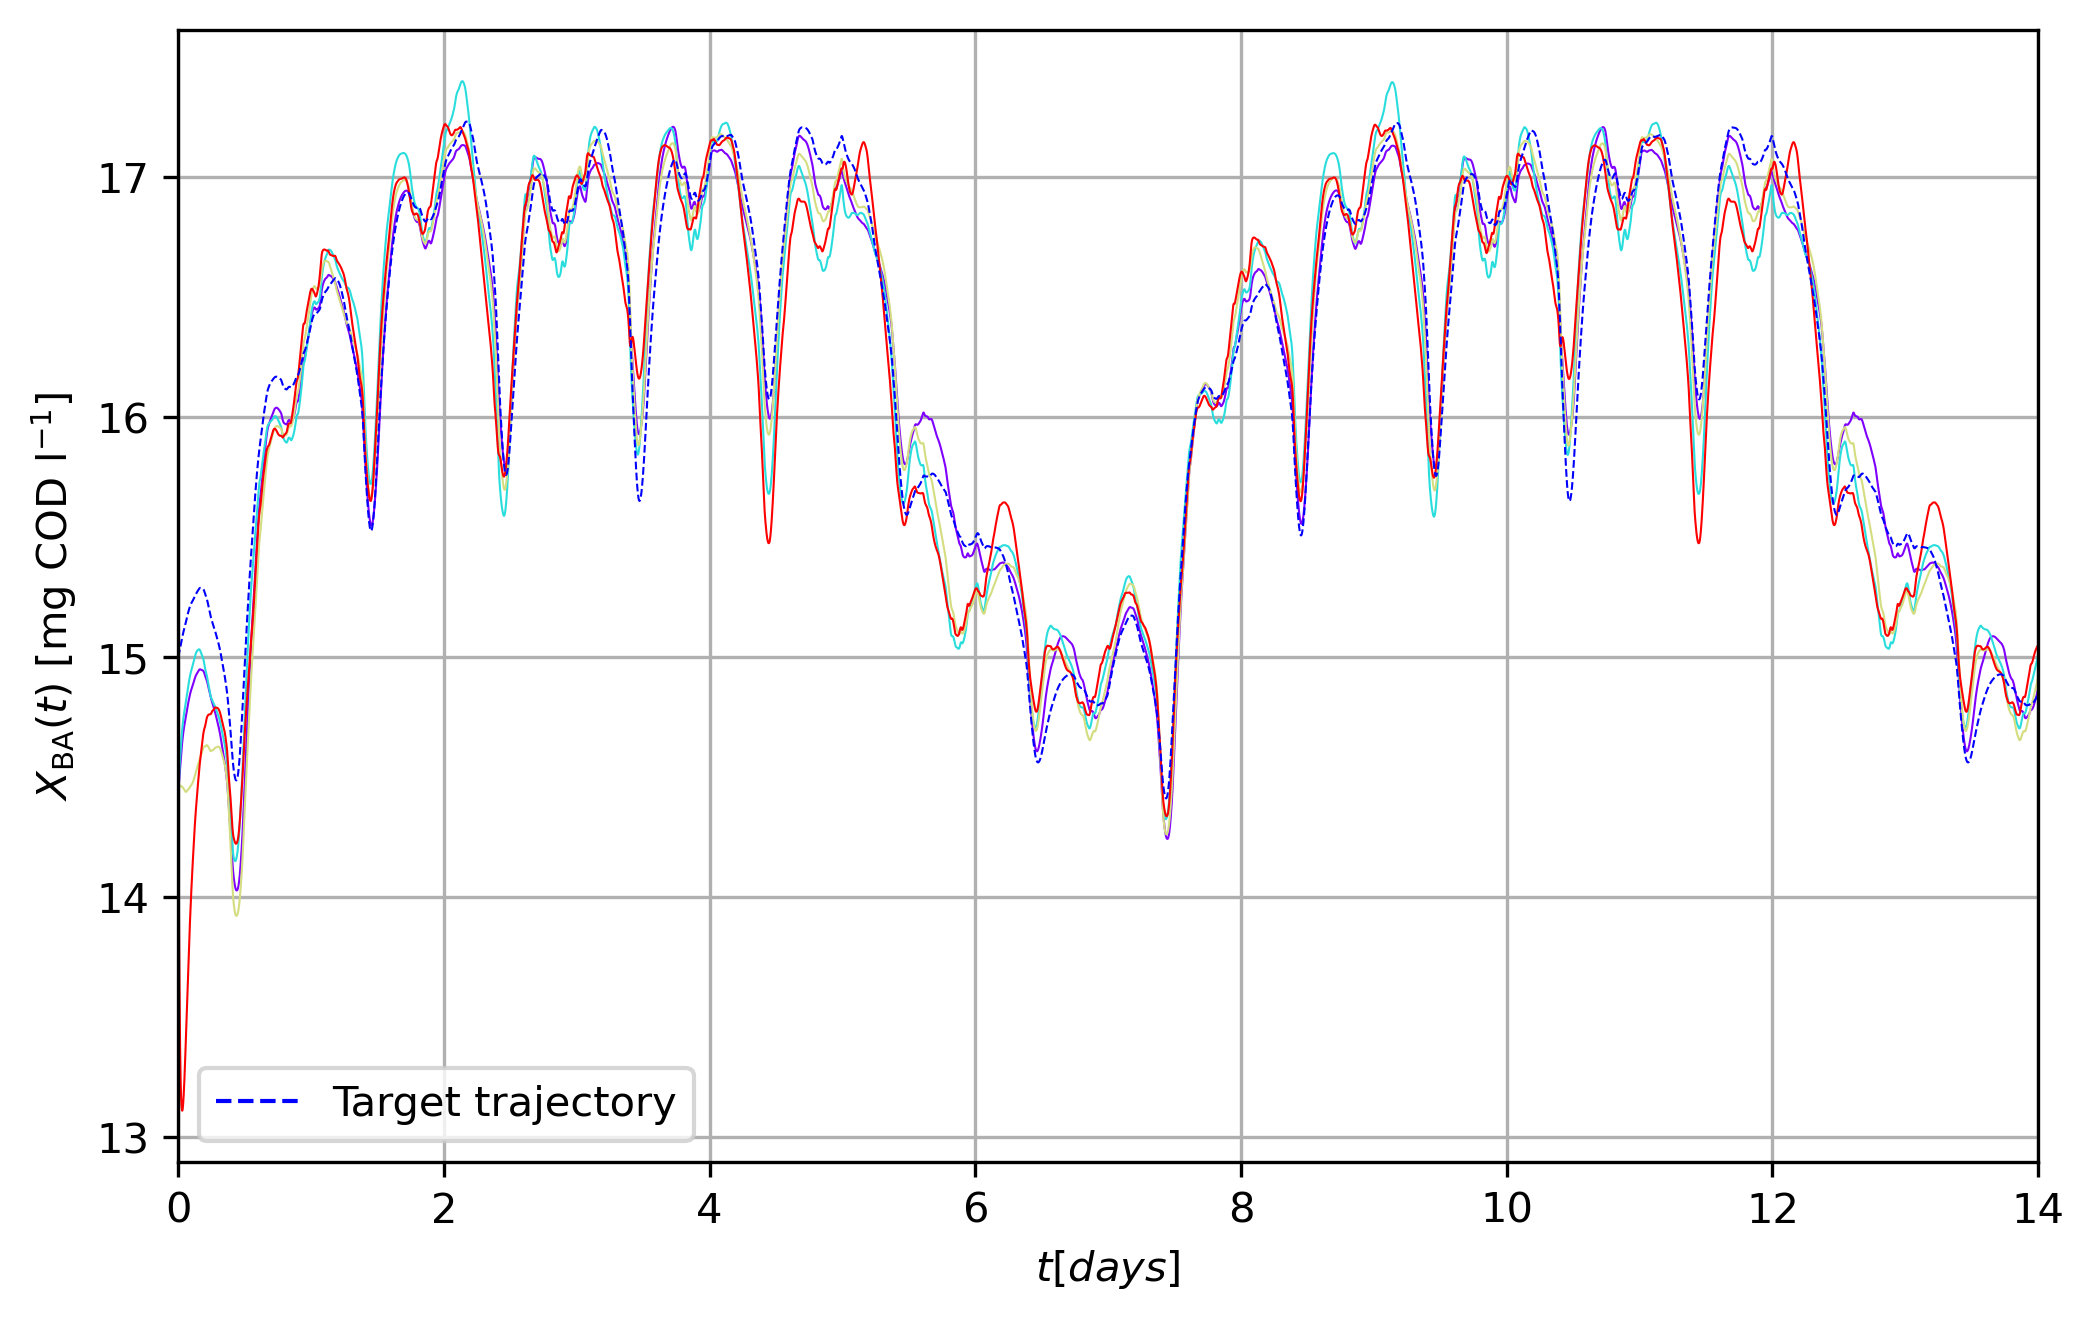 17
16
15
14
13
X_BA(t) [mg COD l⁻¹]
Target trajectory
0 2 4 6 8 10 12 14
t[days]